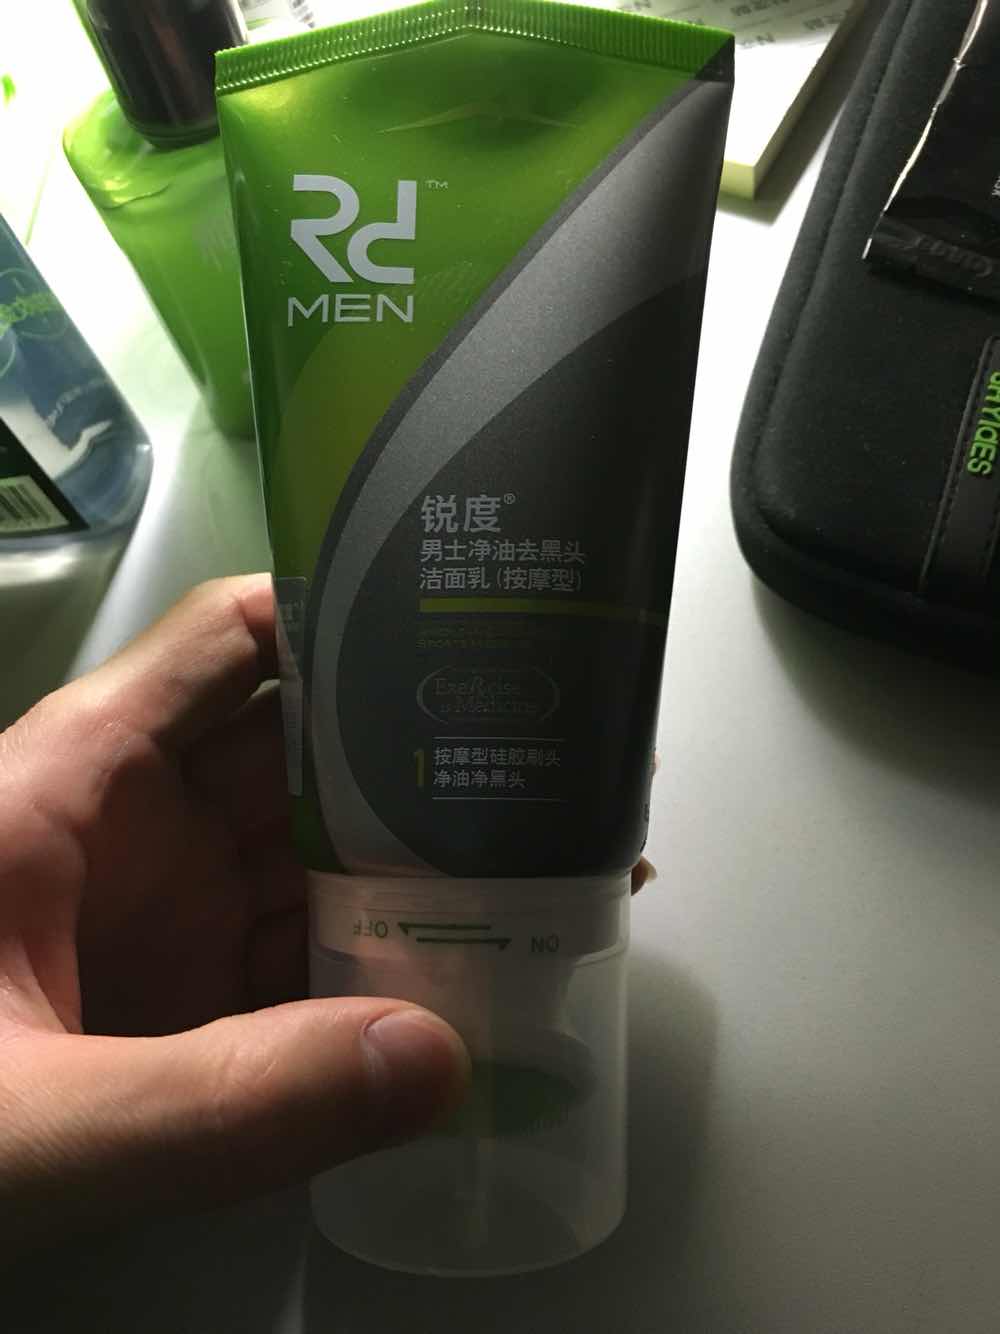 Rd™
MEN
锐度®
男士净油去黑头
洁面乳(按摩型)
ExeRcise
is Medicine
1 按摩型硅胶刷头
净油净黑头
OFF
ON